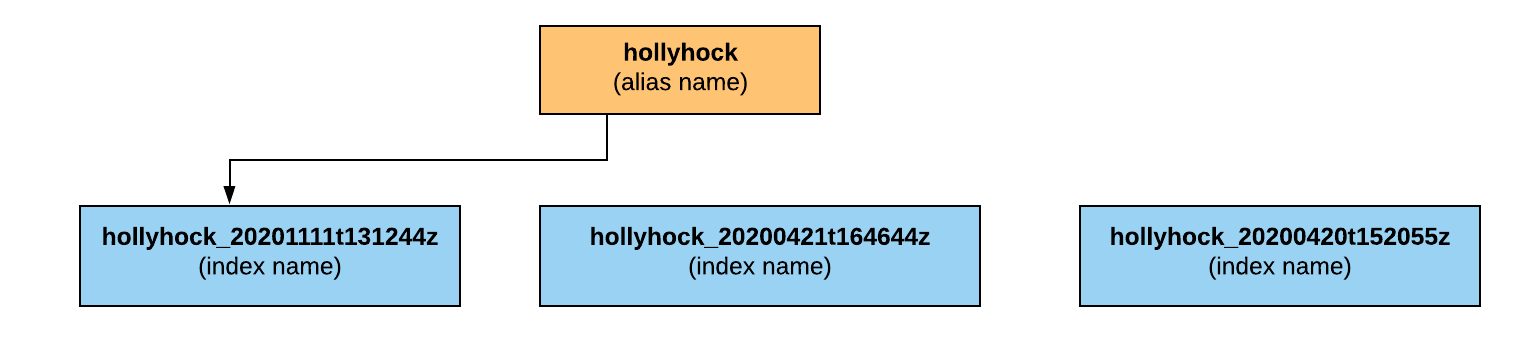 hollyhock
(alias name)
hollyhock_20201111t131244z
(index name)
hollyhock_20200421t164644z
(index name)
hollyhock_20200420t152055z
(index name)